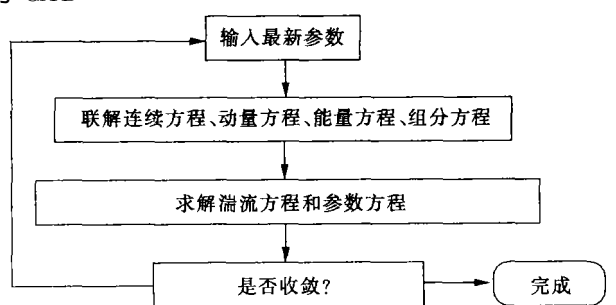 输入最新参数
联解连续方程、动量方程、能量方程、组分方程
求解湍流方程和参数方程
是否收敛?
完成